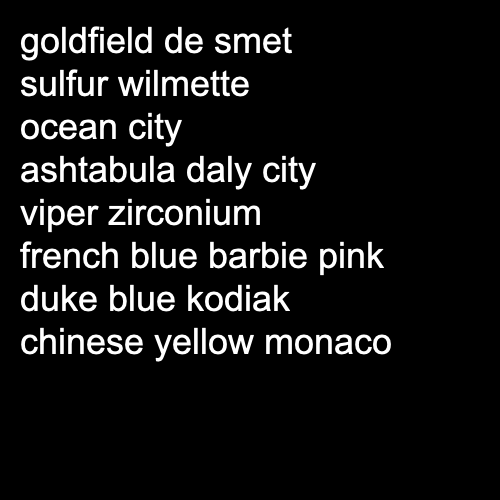 goldfield de smet
sulfur wilmette
ocean city
ashtabula daly city
viper zirconium
french blue barbie pink
duke blue kodiak
chinese yellow monaco